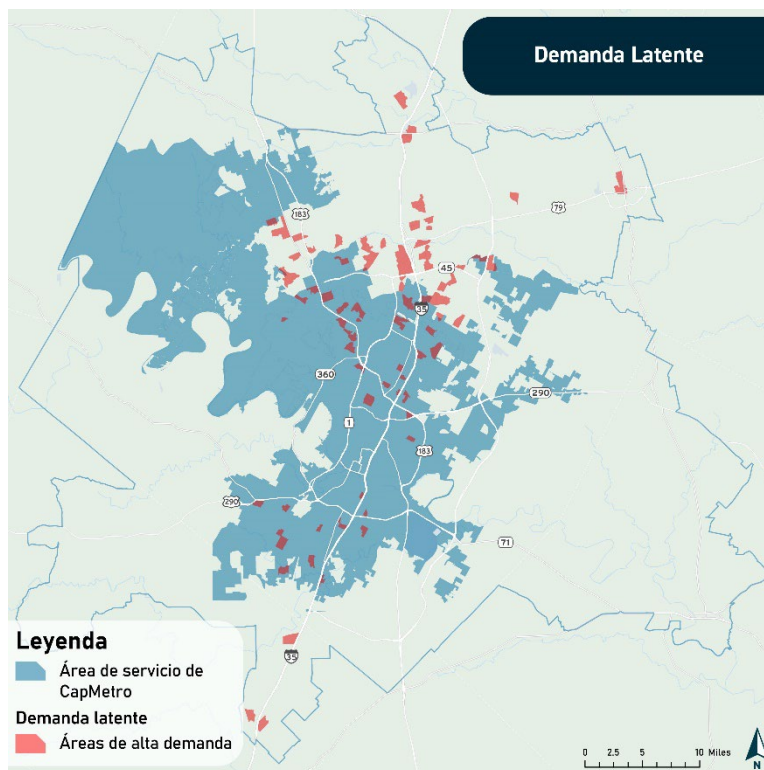 Demanda Latente
183
79
45
35
360
290
1
183
290
71
35
Leyenda
Área de servicio de
CapMetro
Demanda latente
Áreas de alta demanda
0 2.5 5 10 Miles
N